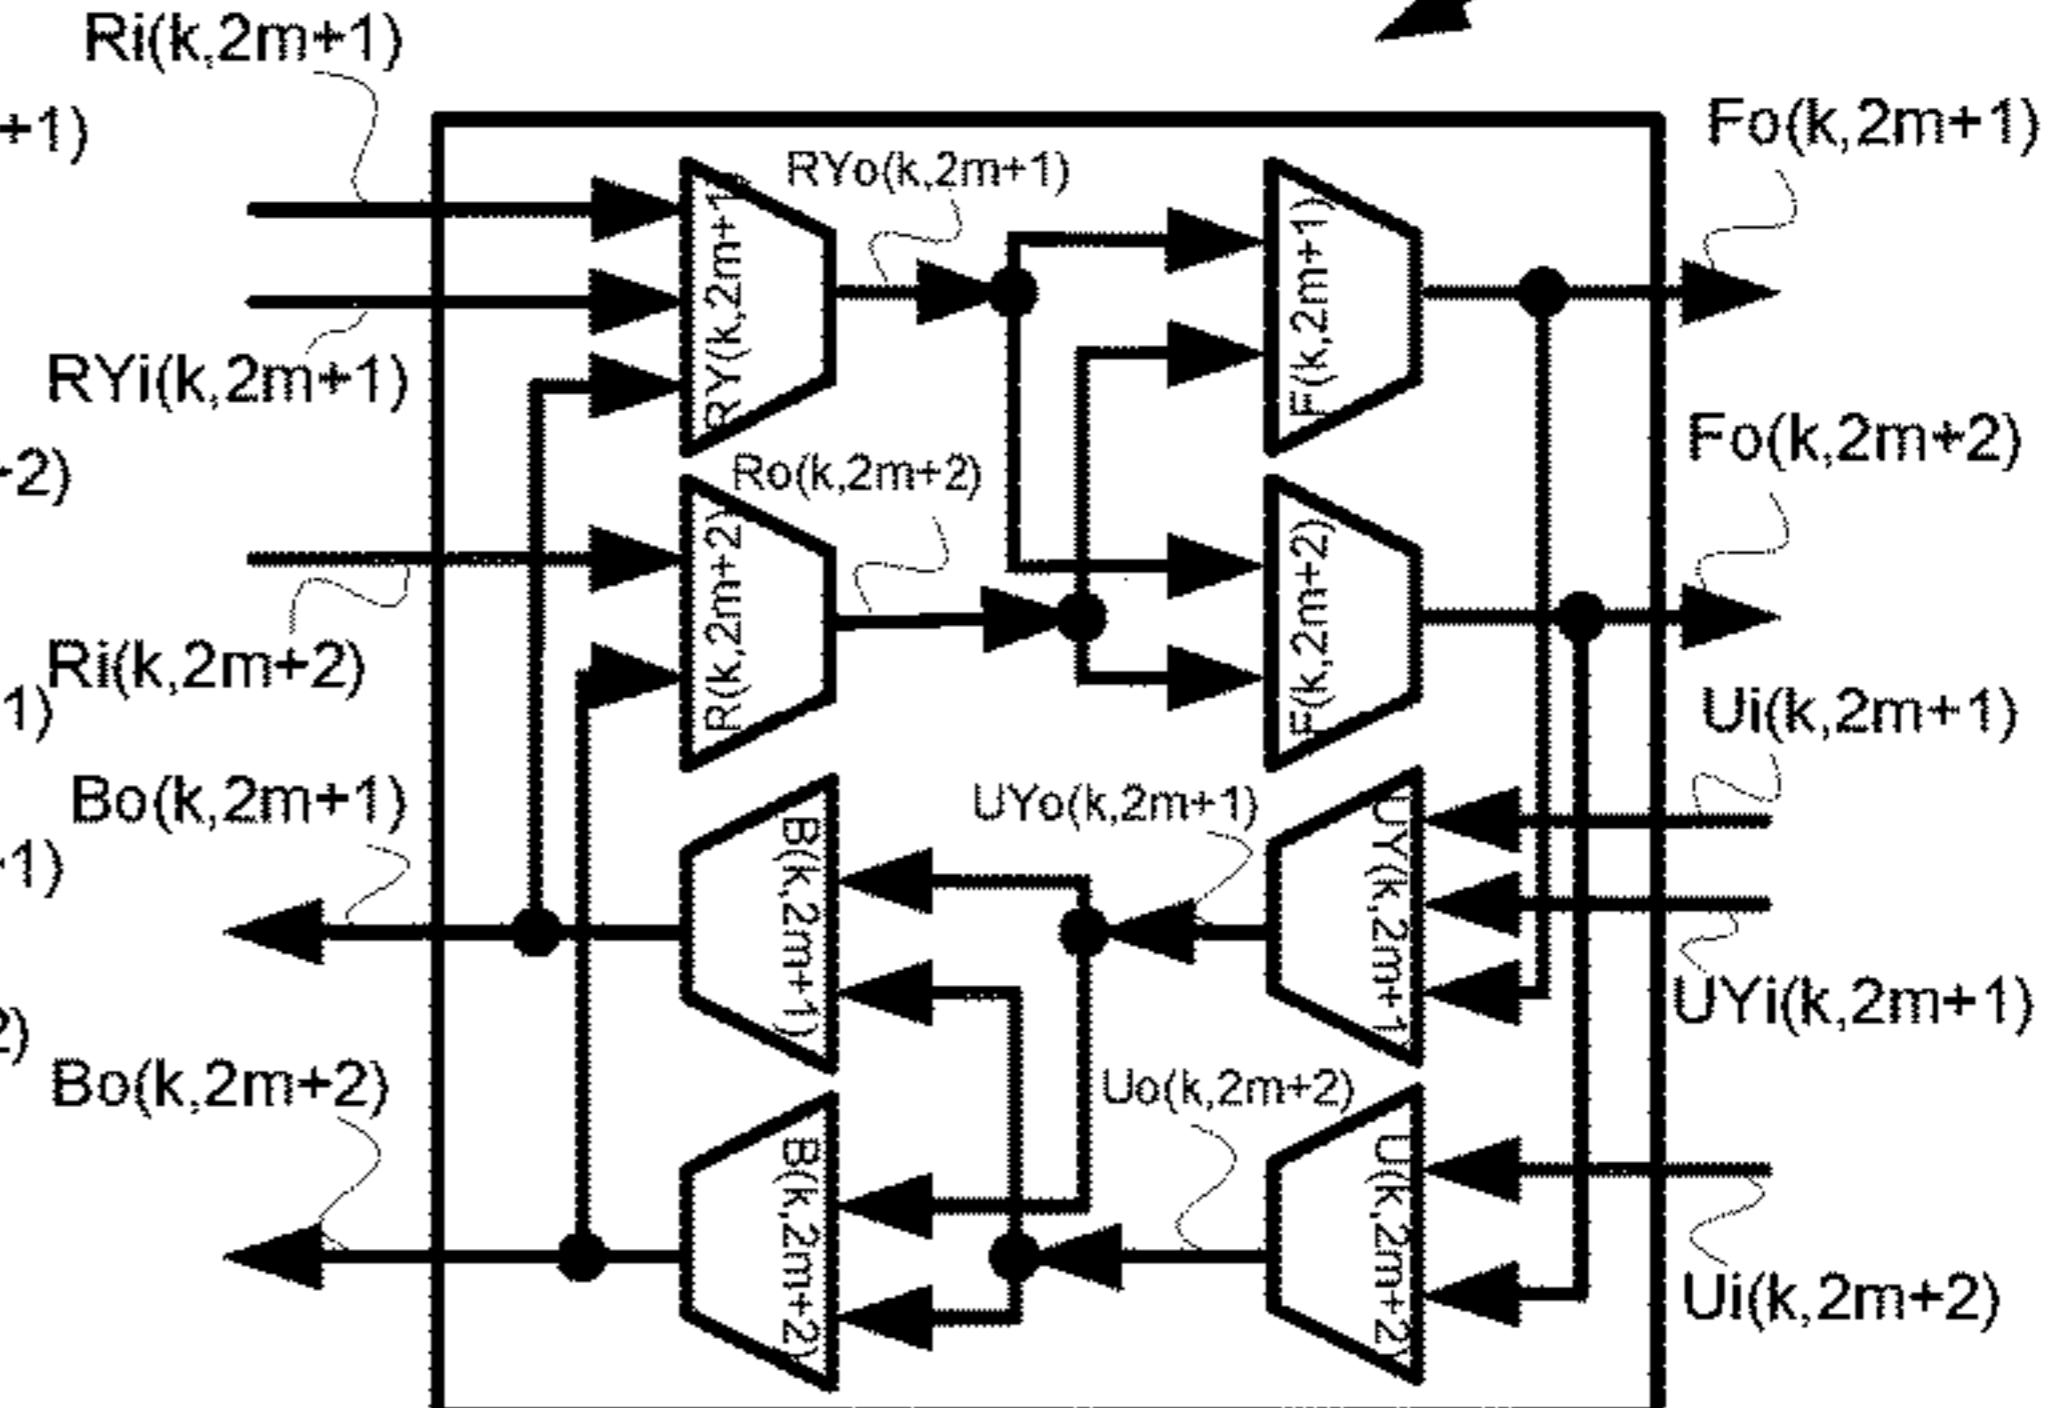 Ri(k,2m+1)
+1)
Fo(k,2m+1)
RYo(k,2m+1)
RY(k,2m+1)
F(k,2m+1)
RYi(k,2m+1)
Fo(k,2m+2)
+2)
Ro(k,2m+2)
R(k,2m+2)
F(k,2m+2)
Ri(k,2m+2)
1)
Ui(k,2m+1)
Bo(k,2m+1)
UYo(k,2m+1)
B(k,2m+1)
UY(k,2m+1
+1)
UYi(k,2m+1)
2)
Bo(k,2m+2)
Uo(k,2m+2)
B(k,2m+2)
U(k,2m+2)
Ui(k,2m+2)